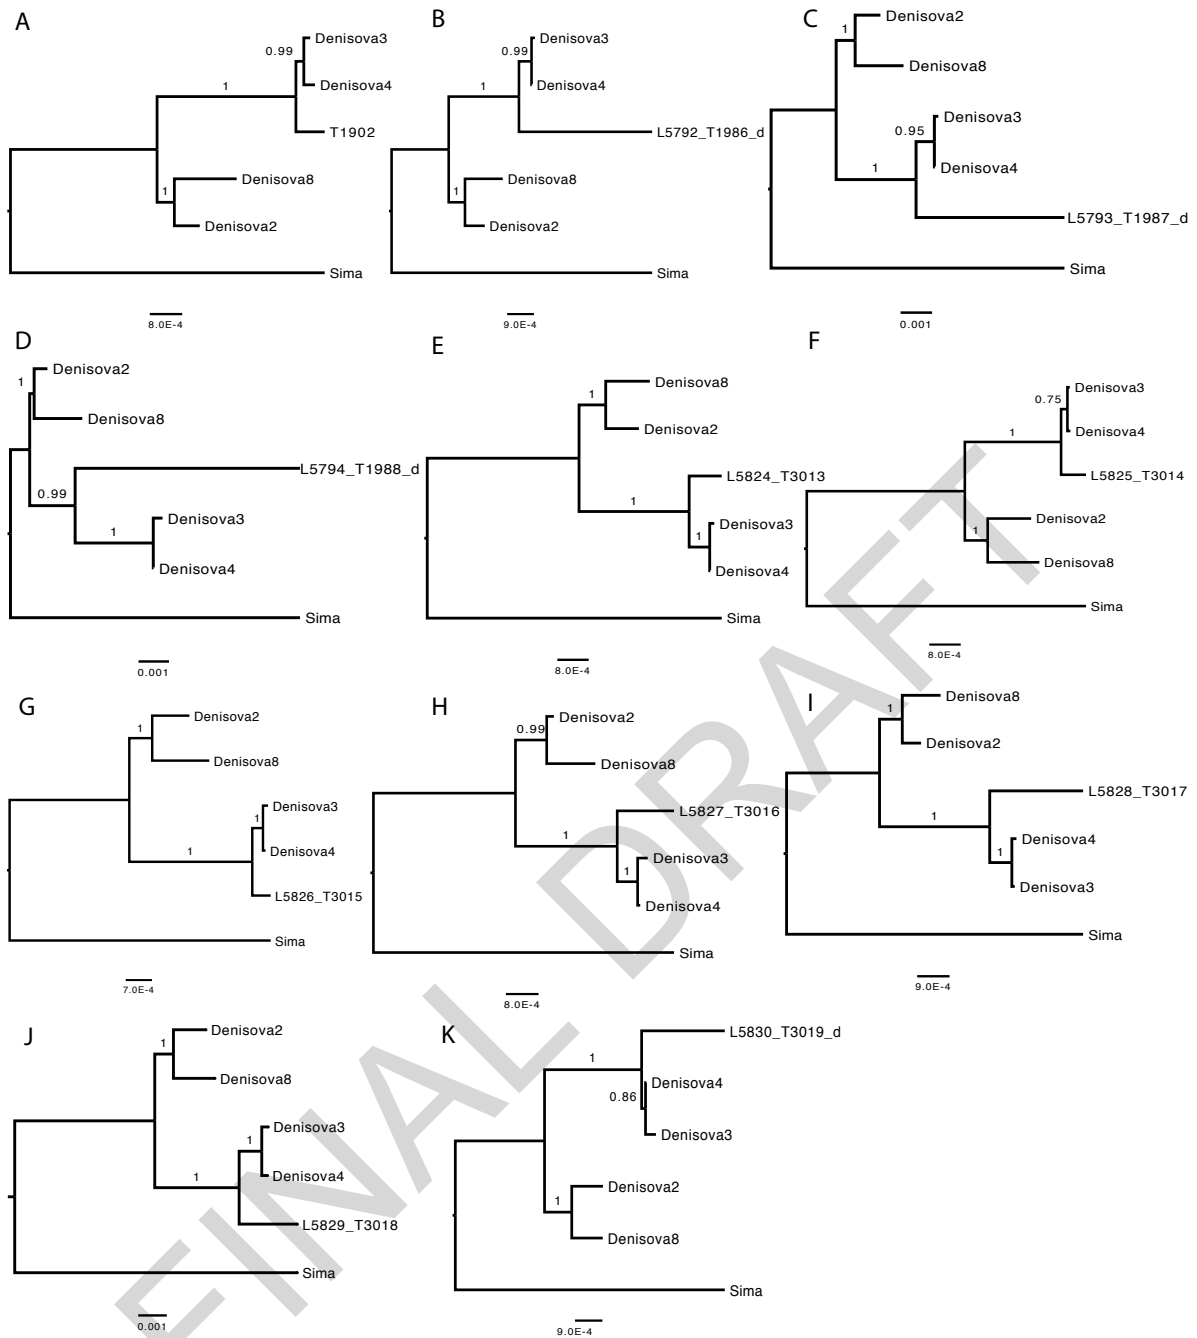 A
0.99
Denisova3
1
Denisova4
T1902
Denisova8
1
Denisova2
Sima
8.0E-4
B
0.99
Denisova3
1
Denisova4
L5792_T1986_d
Denisova8
1
Denisova2
Sima
9.0E-4
C
Denisova2
1
Denisova8
Denisova3
0.95
1
Denisova4
L5793_T1987_d
Sima
0.001
D
Denisova2
1
Denisova8
L5794_T1988_d
0.99
Denisova3
1
Denisova4
Sima
0.001
E
Denisova8
1
Denisova2
L5824_T3013
1
Denisova3
1
Denisova4
Sima
8.0E-4
F
Denisova3
0.75
1
Denisova4
L5825_T3014
Denisova2
1
Denisova8
Sima
8.0E-4
G
Denisova2
1
Denisova8
Denisova3
1
1
Denisova4
L5826_T3015
Sima
7.0E-4
H
Denisova2
0.99
Denisova8
L5827_T3016
1
Denisova3
1
Denisova4
Sima
8.0E-4
I
Denisova8
1
Denisova2
L5828_T3017
1
Denisova4
1
Denisova3
Sima
9.0E-4
J
Denisova2
1
Denisova8
Denisova3
1
1
Denisova4
L5829_T3018
Sima
0.001
K
L5830_T3019_d
1
Denisova4
0.86
Denisova3
Denisova2
1
Denisova8
Sima
9.0E-4
FINAL DRAFT